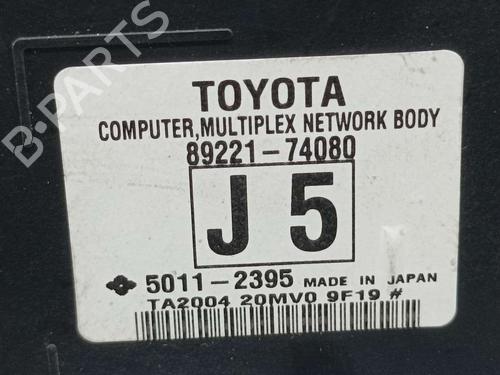 B-PARTS
TOYOTA
COMPUTER, MULTIPLEX NETWORK BODY
89221-74080
J 5
5011-2395 MADE IN JAPAN
TA2004 20MV0 9F19 #